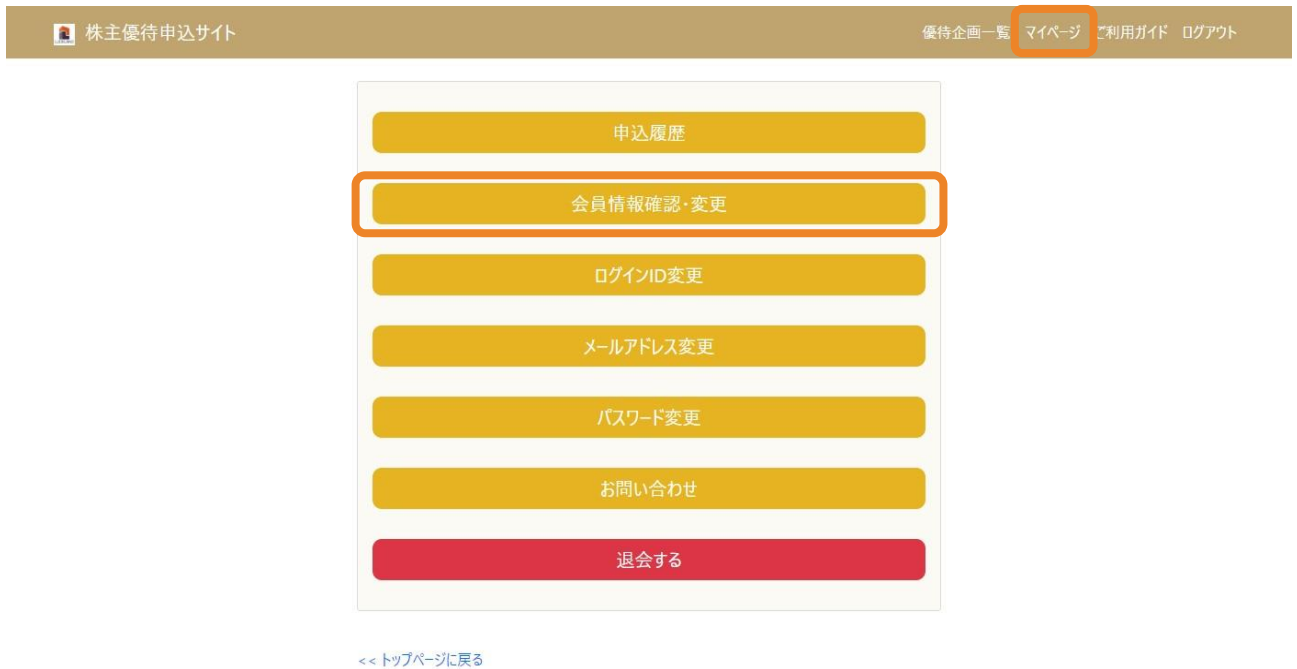 株主優待申込サイト
優待企画一覧 マイページ ご利用ガイド ログアウト
申込履歴
会員情報確認・変更
ログインID変更
メールアドレス変更
パスワード変更
お問い合わせ
退会する
<< トップページに戻る